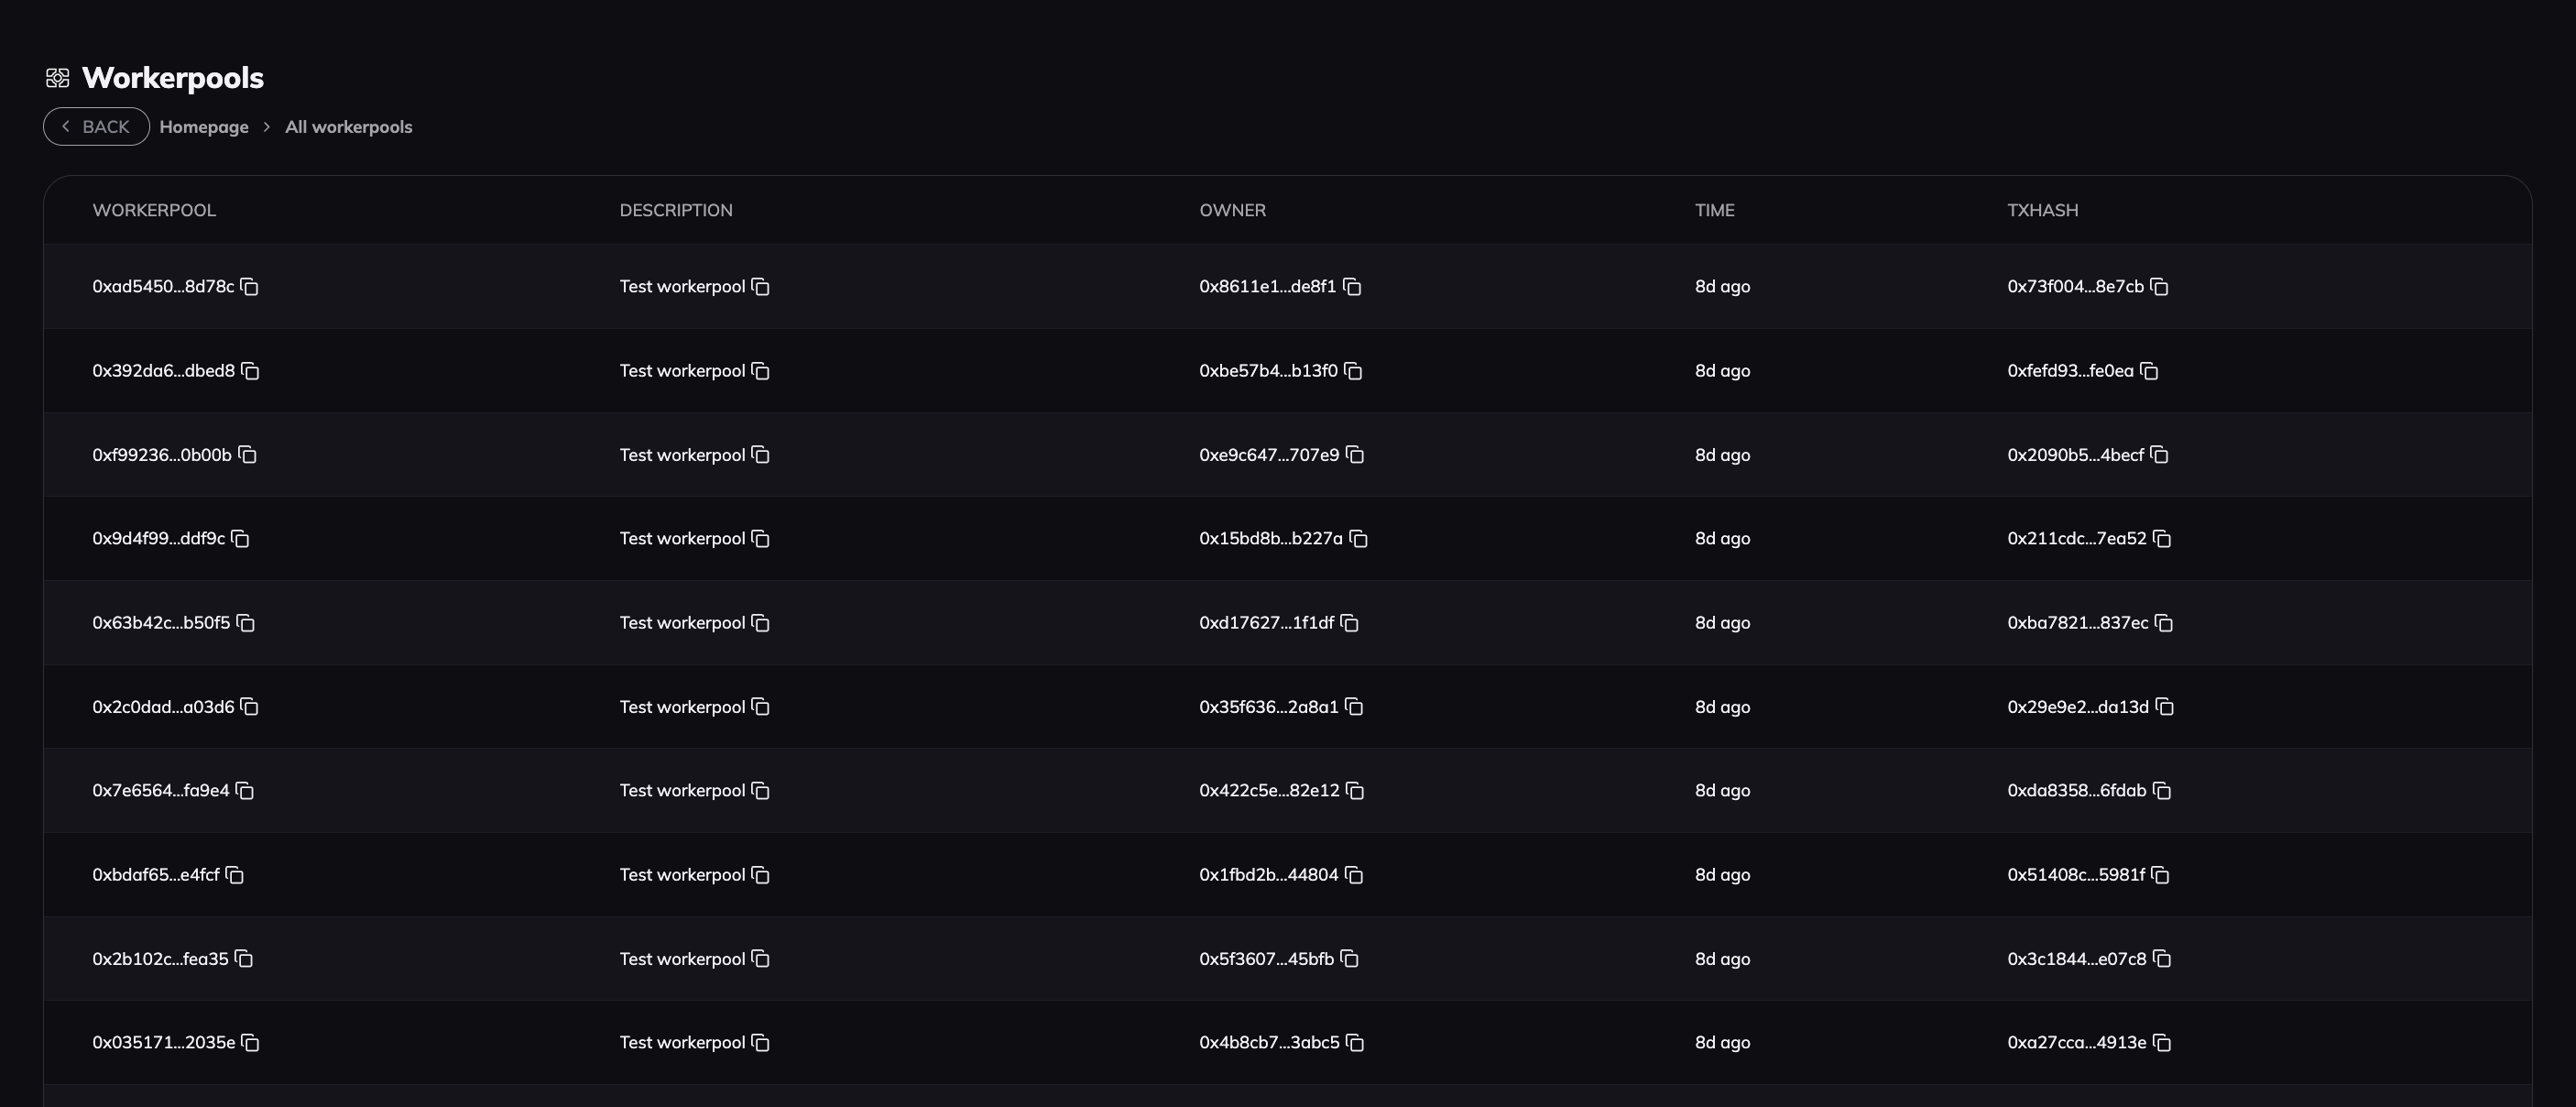 Workerpools
BACK Homepage > All workerpools
WORKERPOOL DESCRIPTION OWNER TIME TXHASH
0xad5450...8d78c Test workerpool 0x8611e1...de8f1 8d ago 0x73f004...8e7cb
0x392da6...dbed8 Test workerpool 0xbe57b4...b13f0 8d ago 0xfefd93...fe0ea
0xf99236...0b00b Test workerpool 0xe9c647...707e9 8d ago 0x2090b5...4becf
0x9d4f99...ddf9c Test workerpool 0x15bd8b...b227a 8d ago 0x211cdc...7ea52
0x63b42c...b50f5 Test workerpool 0xd17627...1f1df 8d ago 0xba7821...837ec
0x2c0dad...a03d6 Test workerpool 0x35f636...2a8a1 8d ago 0x29e9e2...da13d
0x7e6564...fa9e4 Test workerpool 0x422c5e...82e12 8d ago 0xda8358...6fdab
0xbdaf65...e4fcf Test workerpool 0x1fbd2b...44804 8d ago 0x51408c...5981f
0x2b102c...fea35 Test workerpool 0x5f3607...45bfb 8d ago 0x3c1844...e07c8
0x035171...2035e Test workerpool 0x4b8cb7...3abc5 8d ago 0xa27cca...4913e